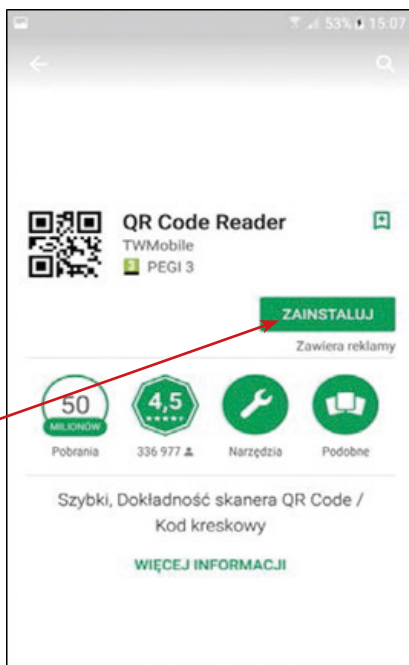 53% 15:07
QR Code Reader
TWMobile
3 PEGI 3
ZAINSTALUJ
Zawiera reklamy
50
MILIONÓW
4,5
Pobrania
336 977
Narzędzia
Podobne
Szybki, Dokładność skanera QR Code /
Kod kreskowy
WIĘCEJ INFORMACJI